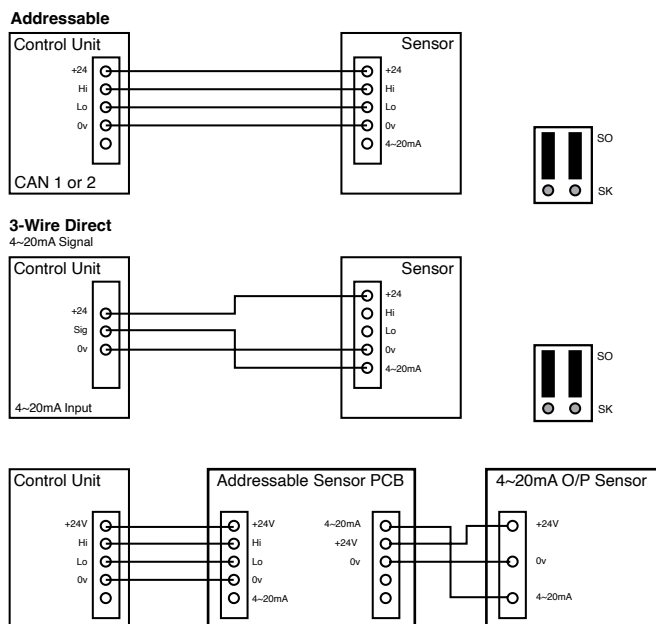 Addressable
Control Unit
+24
Hi
Lo
0v
CAN 1 or 2
Sensor
+24
Hi
Lo
0v
4~20mA
SO
SK
3-Wire Direct
4~20mA Signal
Control Unit
+24
Sig
0v
4~20mA Input
Sensor
+24
Hi
Lo
0v
4~20mA
SO
SK
Control Unit
+24V
Hi
Lo
0v
Addressable Sensor PCB
+24V
Hi
Lo
0v
4~20mA
4~20mA
+24V
0v
4~20mA O/P Sensor
+24V
0v
4~20mA